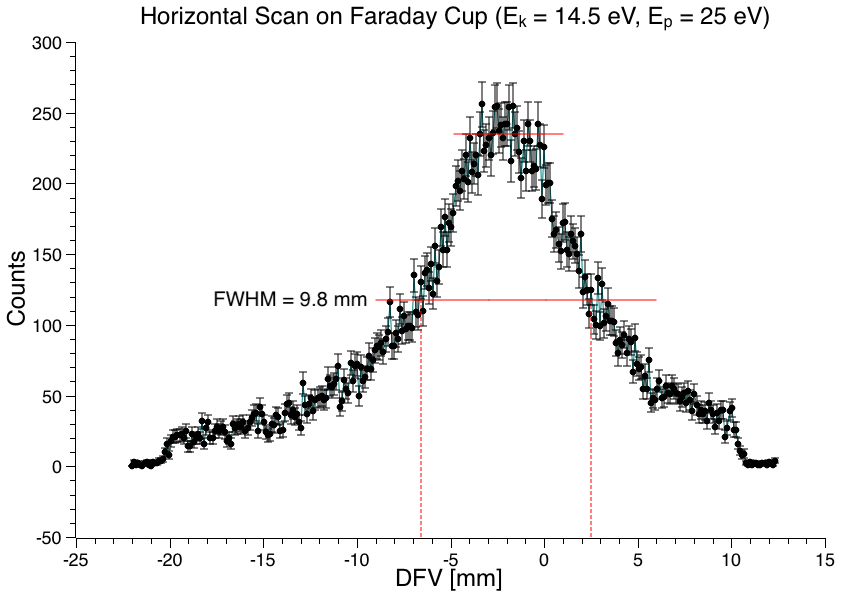 Horizontal Scan on Faraday Cup (Eₖ = 14.5 eV, Eₚ = 25 eV)
300
250
200
150
100
50
0
-50
Counts
FWHM = 9.8 mm
-25 -20 -15 -10 -5 0 5 10 15
DFV [mm]